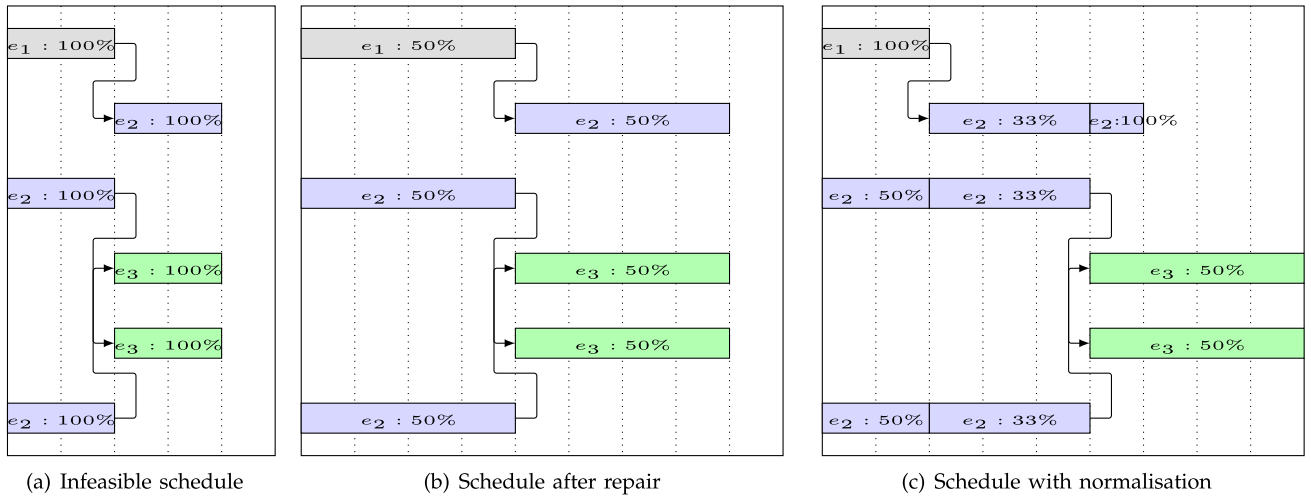 e₁ : 100%
e₂ : 100%
e₂ : 100%
e₃ : 100%
e₃ : 100%
e₂ : 100%
(a) Infeasible schedule
e₁ : 50%
e₂ : 50%
e₂ : 50%
e₃ : 50%
e₃ : 50%
e₂ : 50%
(b) Schedule after repair
e₁ : 100%
e₂ : 33% e₂:100%
e₂ : 50% e₂ : 33%
e₃ : 50%
e₃ : 50%
e₂ : 50% e₂ : 33%
(c) Schedule with normalisation